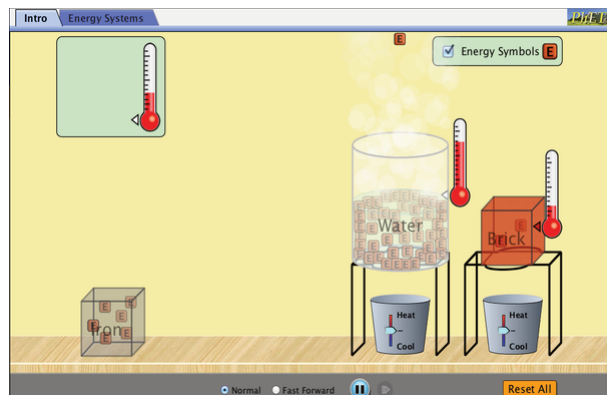 Intro
Energy Systems
PhET
E
Energy Symbols E
Water
Brick
Iron
Heat
Cool
Heat
Cool
Normal
Fast Forward
Reset All